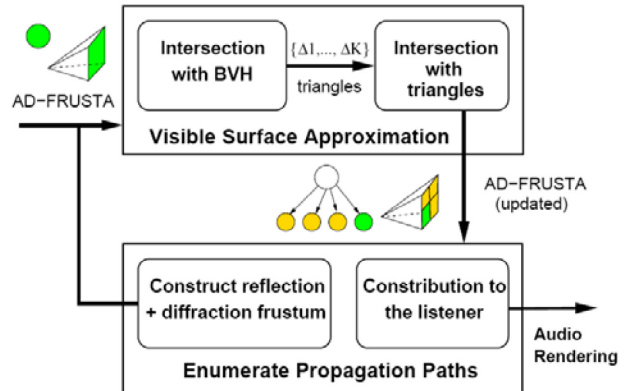 Intersection
with BVH
{Δ1,..., ΔK}
triangles
Intersection
with
triangles
AD-FRUSTA
Visible Surface Approximation
AD-FRUSTA
(updated)
Construct reflection
+ diffraction frustum
Constribution to
the listener
Audio
Rendering
Enumerate Propagation Paths